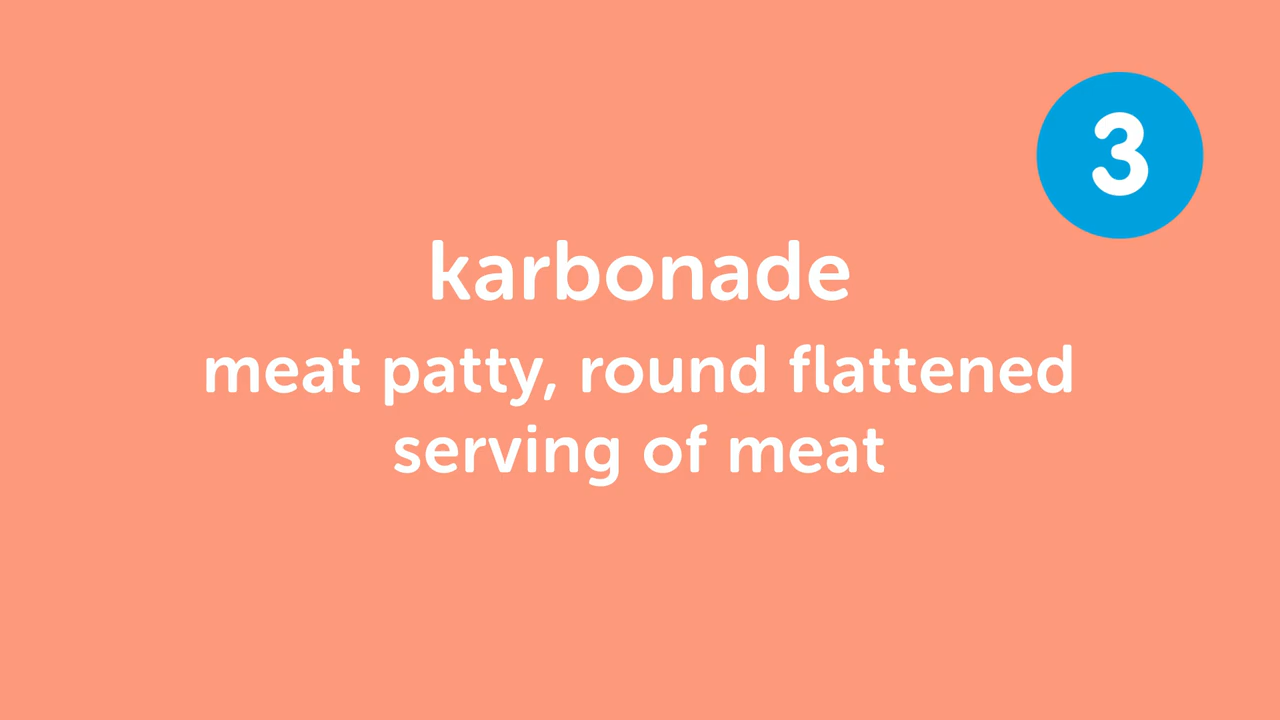 3
karbonade
meat patty, round flattened
serving of meat